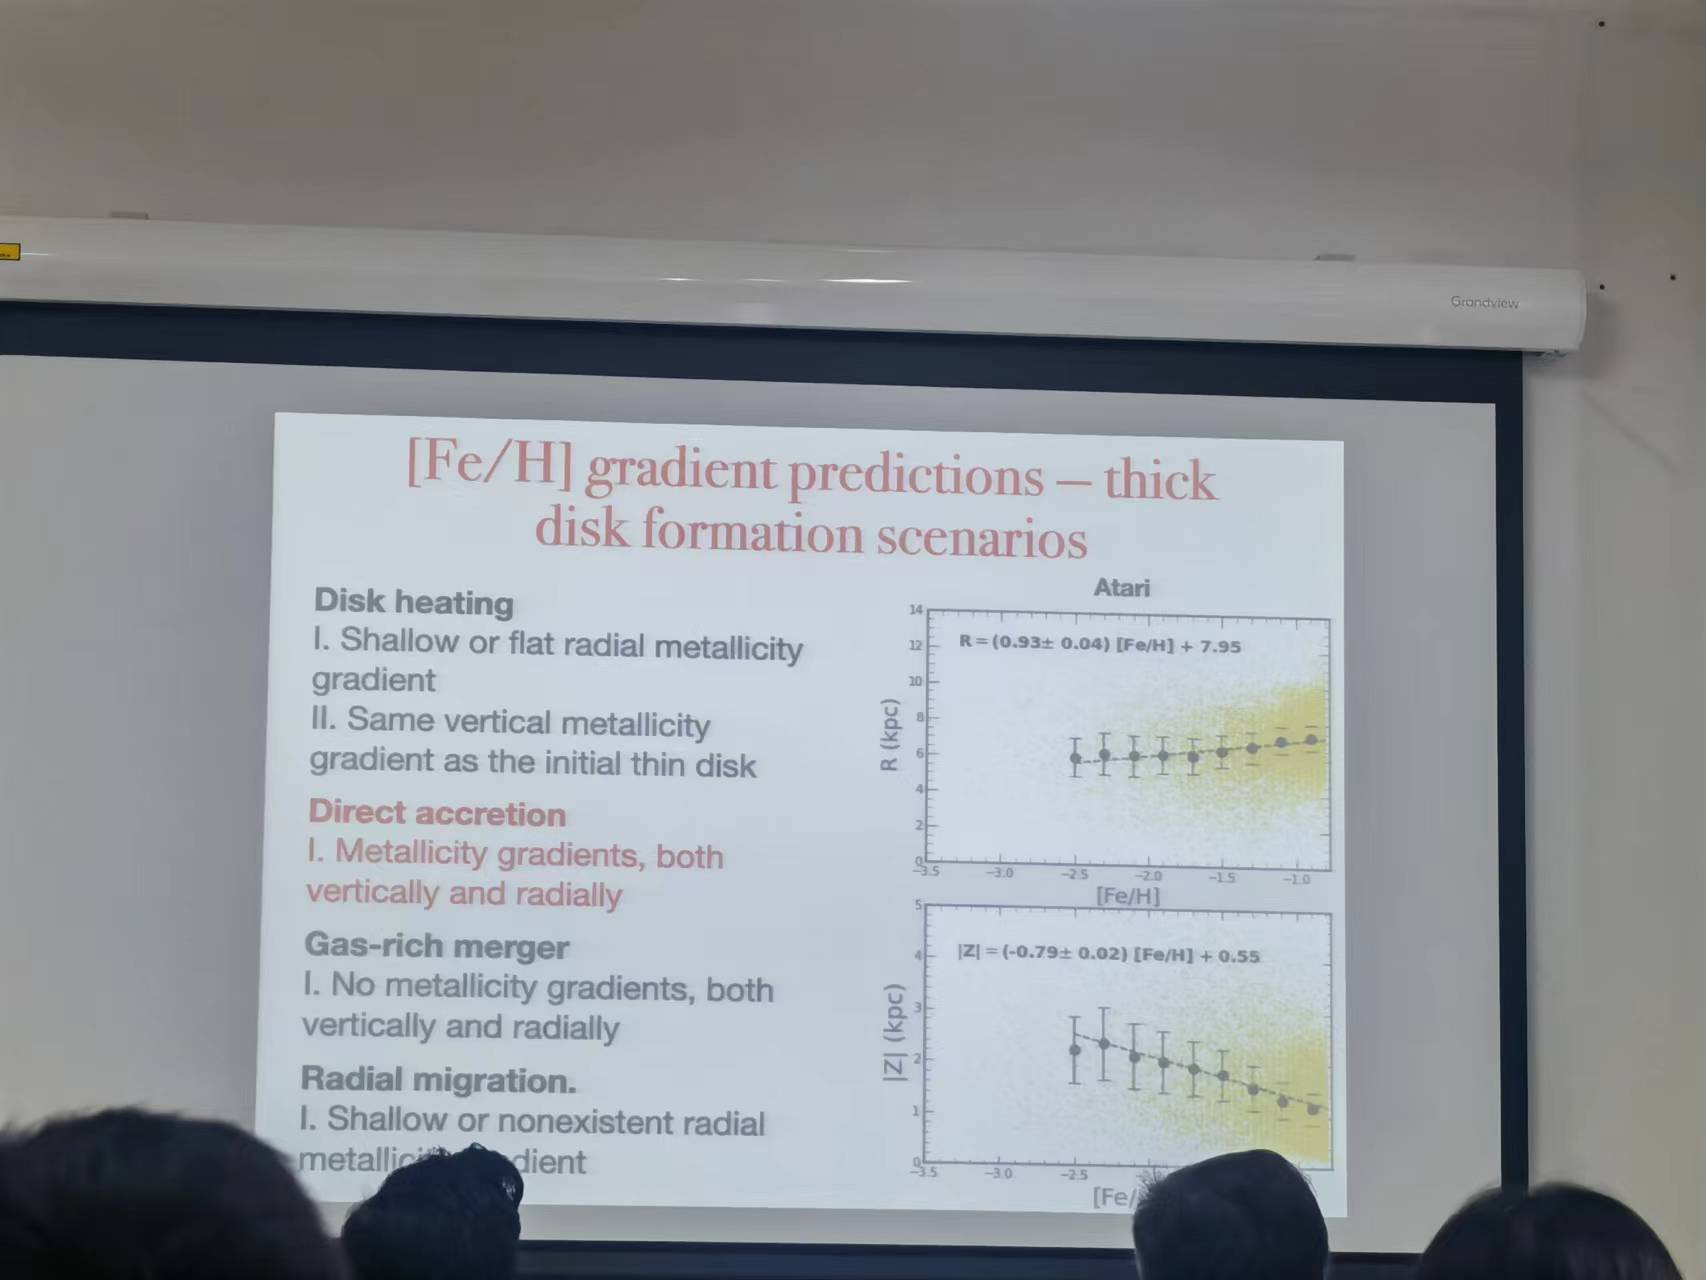 Grandview
[Fe/H] gradient predictions – thick
disk formation scenarios
Disk heating
I. Shallow or flat radial metallicity
gradient
II. Same vertical metallicity
gradient as the initial thin disk
Direct accretion
I. Metallicity gradients, both
vertically and radially
Gas-rich merger
I. No metallicity gradients, both
vertically and radially
Radial migration.
I. Shallow or nonexistent radial
Atari
R = (0.93± 0.04) [Fe/H] + 7.95
R (kpc)
14
12
10
8
6
4
2
0
−3.5 −3.0 −2.5 −2.0 −1.5 −1.0
[Fe/H]
|Z| = (-0.79± 0.02) [Fe/H] + 0.55
|Z| (kpc)
5
4
3
2
1
0
−3.5 −3.0 −2.5